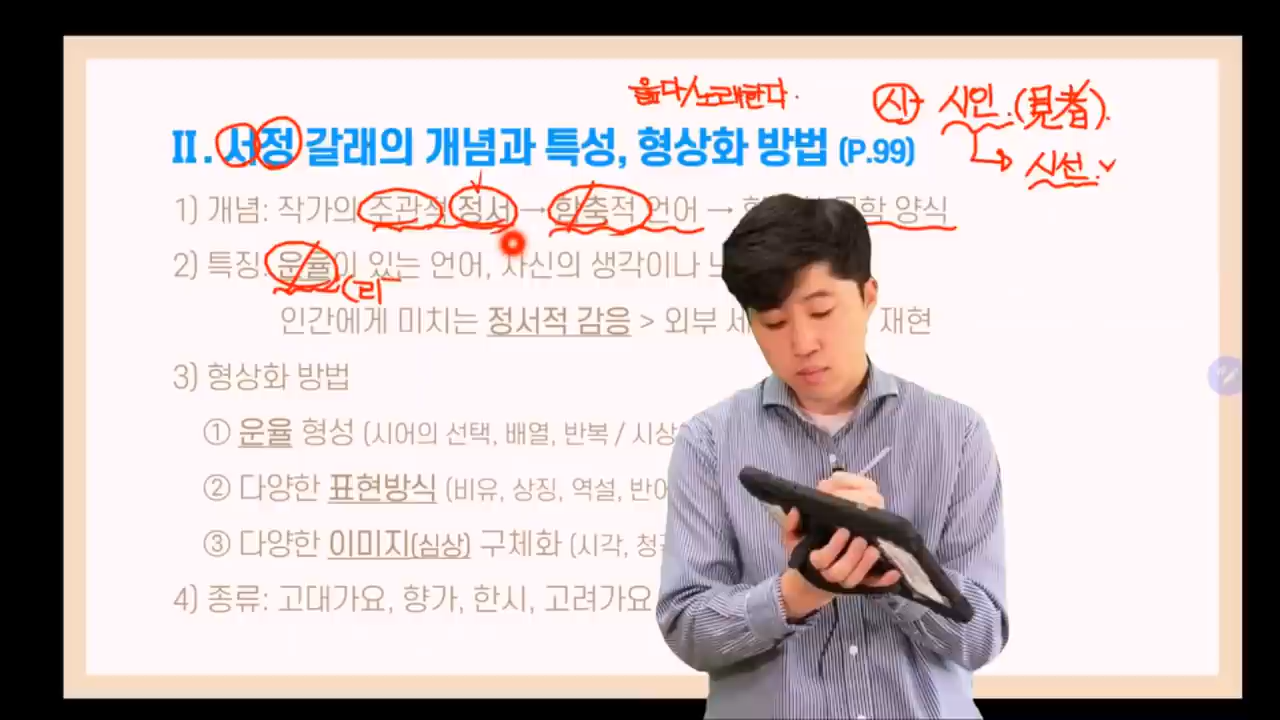 읊다/노래한다.
시 시인.(見者).
시선.
Ⅱ. 서정 갈래의 개념과 특성, 형상화 방법 (P.99)
1) 개념: 작가의 주관적 정서 → 함축적 언어 → 문학 양식
2) 특징: 운율이 있는 언어, 자신의 생각이나
(리
인간에게 미치는 정서적 감응 > 외부 재현
3) 형상화 방법
① 운율 형성 (시어의 선택, 배열, 반복 / 시상
② 다양한 표현방식 (비유, 상징, 역설, 반어
③ 다양한 이미지(심상) 구체화 (시각, 청각
4) 종류: 고대가요, 향가, 한시, 고려가요